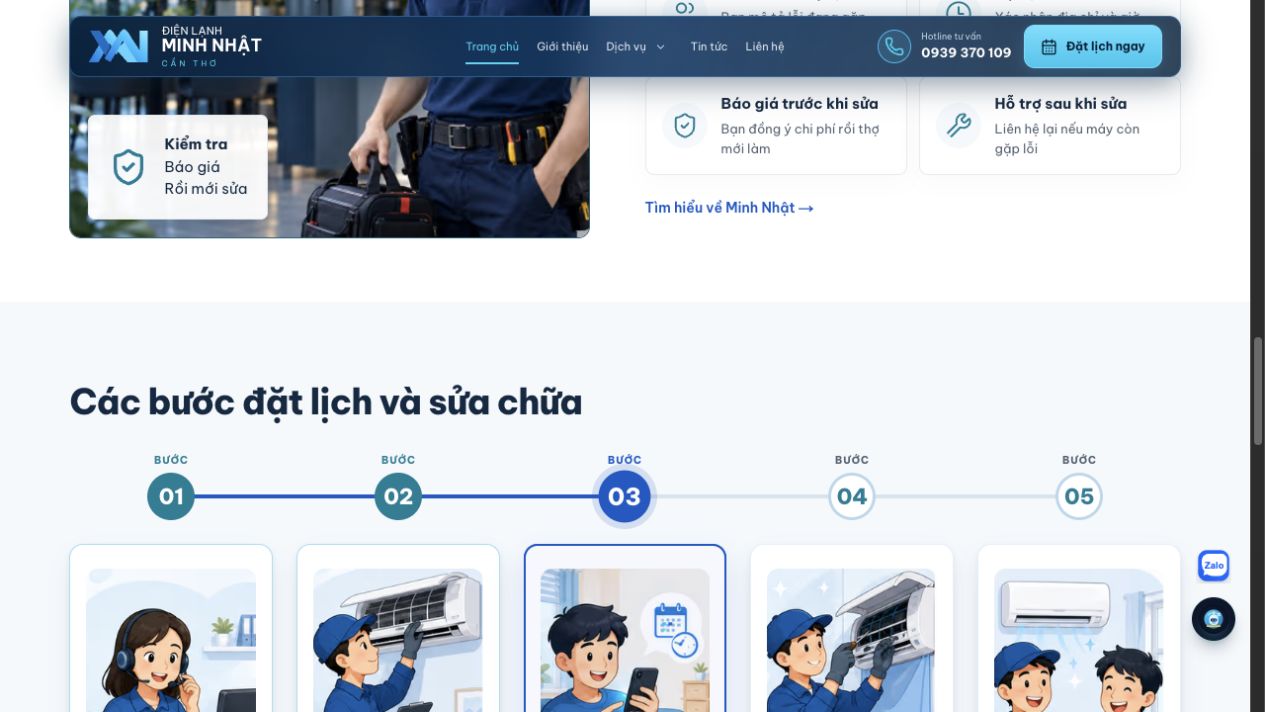 ĐIỆN LẠNH
MINH NHẬT
CẦN THƠ
Trang chủ
Giới thiệu
Dịch vụ
Tin tức
Liên hệ
Hotline tư vấn
0939 370 109
Đặt lịch ngay
Kiểm tra
Báo giá
Rồi mới sửa
Báo giá trước khi sửa
Bạn đồng ý chi phí rồi thợ
mới làm
Hỗ trợ sau khi sửa
Liên hệ lại nếu máy còn
gặp lỗi
Tìm hiểu về Minh Nhật →
Các bước đặt lịch và sửa chữa
BƯỚC
01
BƯỚC
02
BƯỚC
03
BƯỚC
04
BƯỚC
05
Zalo